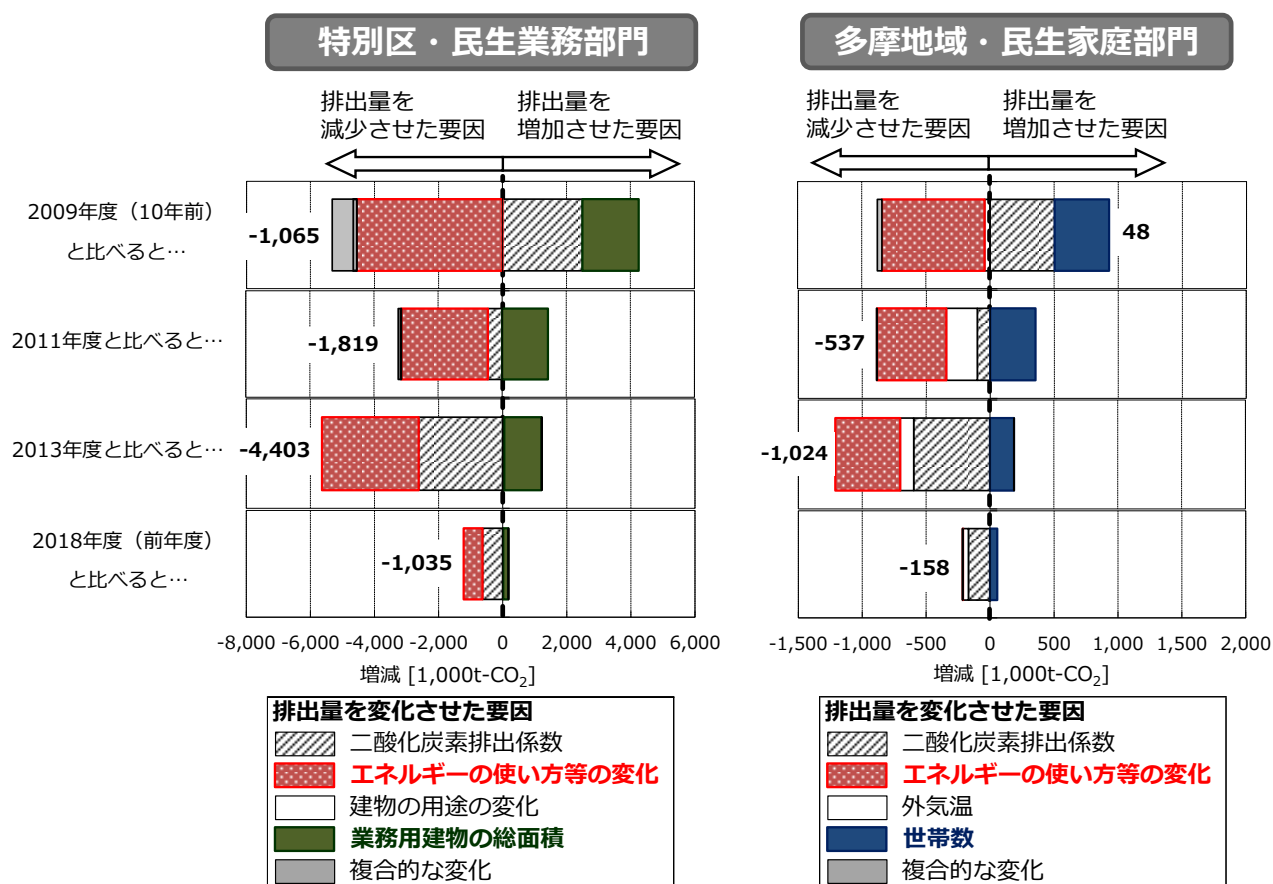 特別区・民生業務部門
排出量を
減少させた要因
排出量を
増加させた要因
2009年度（10年前）
と比べると…
-1,065
2011年度と比べると…
-1,819
2013年度と比べると…
-4,403
2018年度（前年度）
と比べると…
-1,035
-8,000 -6,000 -4,000 -2,000 0 2,000 4,000 6,000
増減 [1,000t-CO₂]
排出量を変化させた要因
二酸化炭素排出係数
エネルギーの使い方等の変化
建物の用途の変化
業務用建物の総面積
複合的な変化
多摩地域・民生家庭部門
排出量を
減少させた要因
排出量を
増加させた要因
48
-537
-1,024
-158
-1,500 -1,000 -500 0 500 1,000 1,500 2,000
増減 [1,000t-CO₂]
排出量を変化させた要因
二酸化炭素排出係数
エネルギーの使い方等の変化
外気温
世帯数
複合的な変化